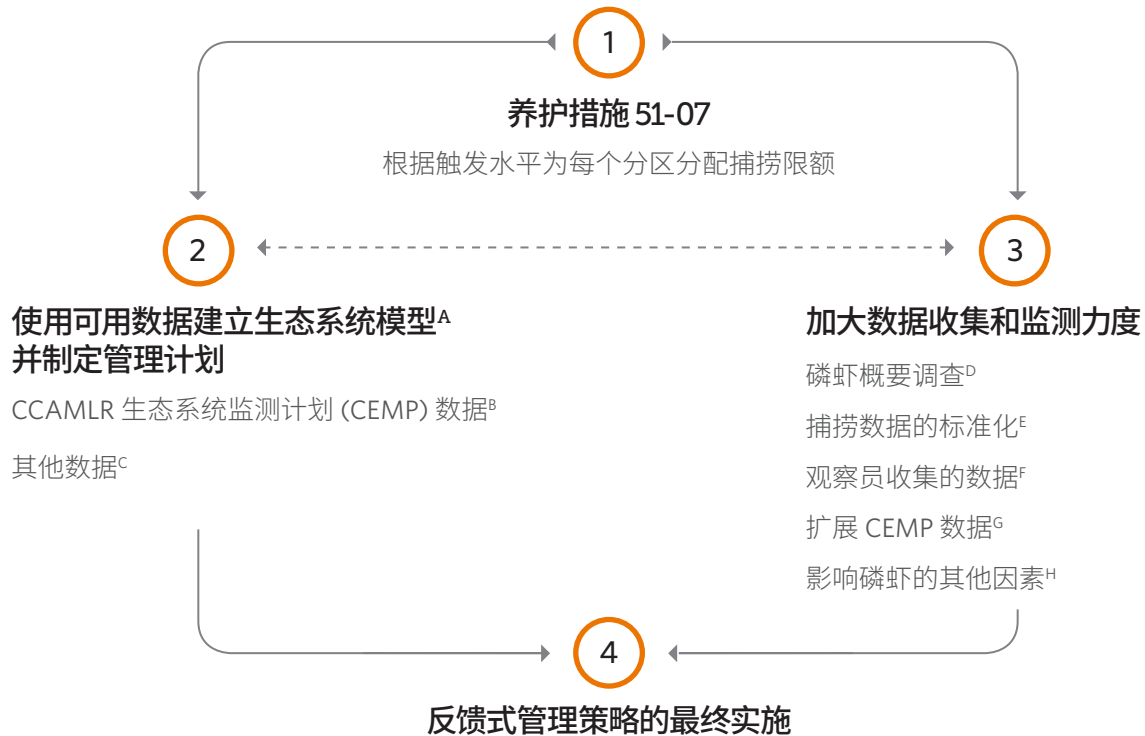 1
养护措施 51-07
根据触发水平为每个分区分配捕捞限额
2
使用可用数据建立生态系统模型ᴬ
并制定管理计划
CCAMLR 生态系统监测计划 (CEMP) 数据ᴮ
其他数据ᶜ
3
加大数据收集和监测力度
磷虾概要调查ᴰ
捕捞数据的标准化ᴱ
观察员收集的数据ꟳ
扩展 CEMP 数据ᴳ
影响磷虾的其他因素ᴴ
4
反馈式管理策略的最终实施